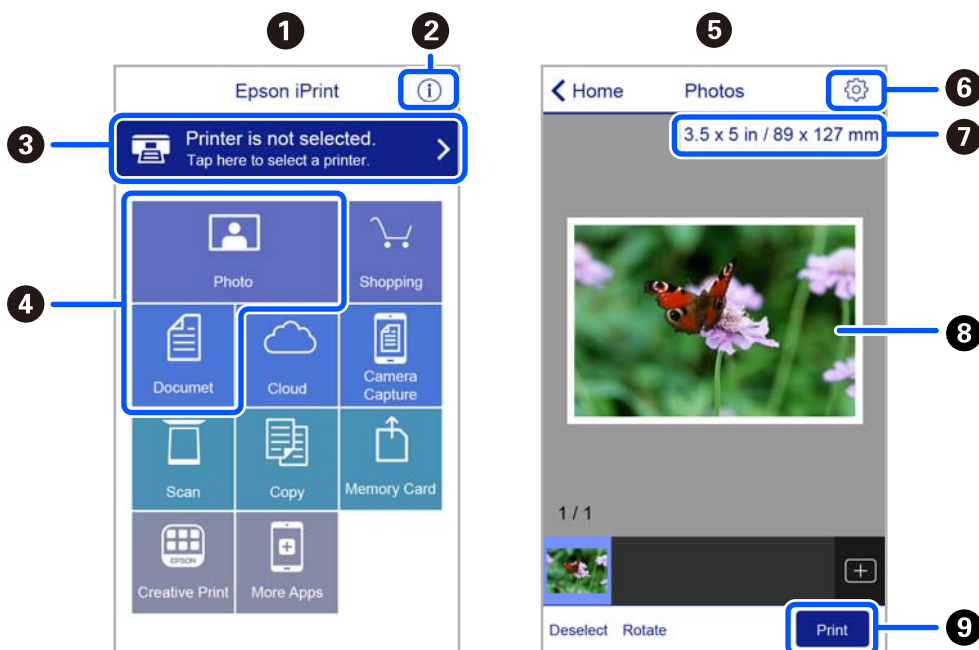 1
2
Epson iPrint
3
Printer is not selected.
Tap here to select a printer.
4
Photo
Shopping
Documet
Cloud
Camera
Capture
Scan
Copy
Memory Card
EPSON
Creative Print
More Apps
5
Home
Photos
6
3.5 x 5 in / 89 x 127 mm
7
8
1 / 1
Deselect
Rotate
Print
9